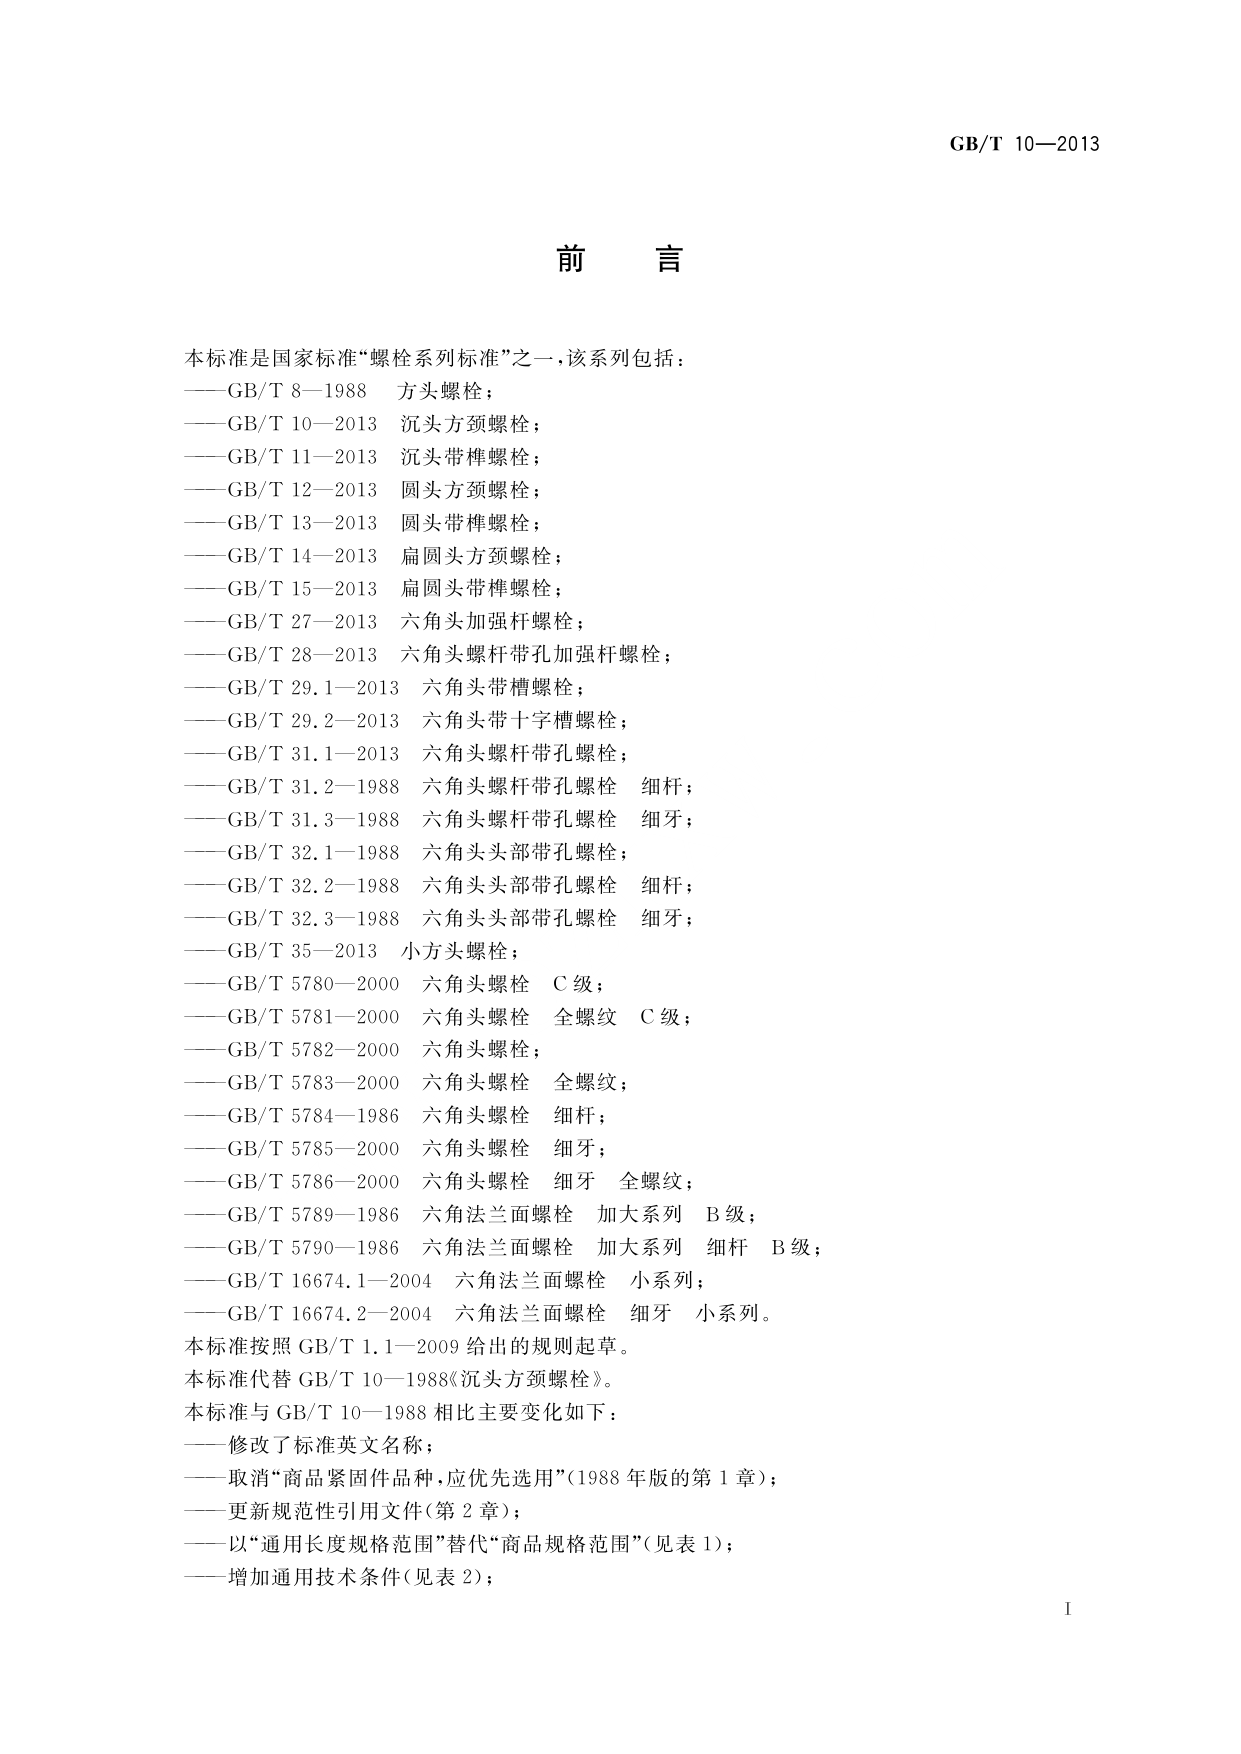 GB/T 10—2013
前 言
本标准是国家标准“螺栓系列标准”之一,该系列包括:
——GB/T 8—1988 方头螺栓;
——GB/T 10—2013 沉头方颈螺栓;
——GB/T 11—2013 沉头带榫螺栓;
——GB/T 12—2013 圆头方颈螺栓;
——GB/T 13—2013 圆头带榫螺栓;
——GB/T 14—2013 扁圆头方颈螺栓;
——GB/T 15—2013 扁圆头带榫螺栓;
——GB/T 27—2013 六角头加强杆螺栓;
——GB/T 28—2013 六角头螺杆带孔加强杆螺栓;
——GB/T 29.1—2013 六角头带槽螺栓;
——GB/T 29.2—2013 六角头带十字槽螺栓;
——GB/T 31.1—2013 六角头螺杆带孔螺栓;
——GB/T 31.2—1988 六角头螺杆带孔螺栓 细杆;
——GB/T 31.3—1988 六角头螺杆带孔螺栓 细牙;
——GB/T 32.1—1988 六角头头部带孔螺栓;
——GB/T 32.2—1988 六角头头部带孔螺栓 细杆;
——GB/T 32.3—1988 六角头头部带孔螺栓 细牙;
——GB/T 35—2013 小方头螺栓;
——GB/T 5780—2000 六角头螺栓 C 级;
——GB/T 5781—2000 六角头螺栓 全螺纹 C 级;
——GB/T 5782—2000 六角头螺栓;
——GB/T 5783—2000 六角头螺栓 全螺纹;
——GB/T 5784—1986 六角头螺栓 细杆;
——GB/T 5785—2000 六角头螺栓 细牙;
——GB/T 5786—2000 六角头螺栓 细牙 全螺纹;
——GB/T 5789—1986 六角法兰面螺栓 加大系列 B 级;
——GB/T 5790—1986 六角法兰面螺栓 加大系列 细杆 B 级;
——GB/T 16674.1—2004 六角法兰面螺栓 小系列;
——GB/T 16674.2—2004 六角法兰面螺栓 细牙 小系列。
本标准按照 GB/T 1.1—2009 给出的规则起草。
本标准代替 GB/T 10—1988《沉头方颈螺栓》。
本标准与 GB/T 10—1988 相比主要变化如下:
——修改了标准英文名称;
——取消“商品紧固件品种,应优先选用”(1988 年版的第 1 章);
——更新规范性引用文件(第 2 章);
——以“通用长度规格范围”替代“商品规格范围”(见表 1);
——增加通用技术条件(见表 2);
I